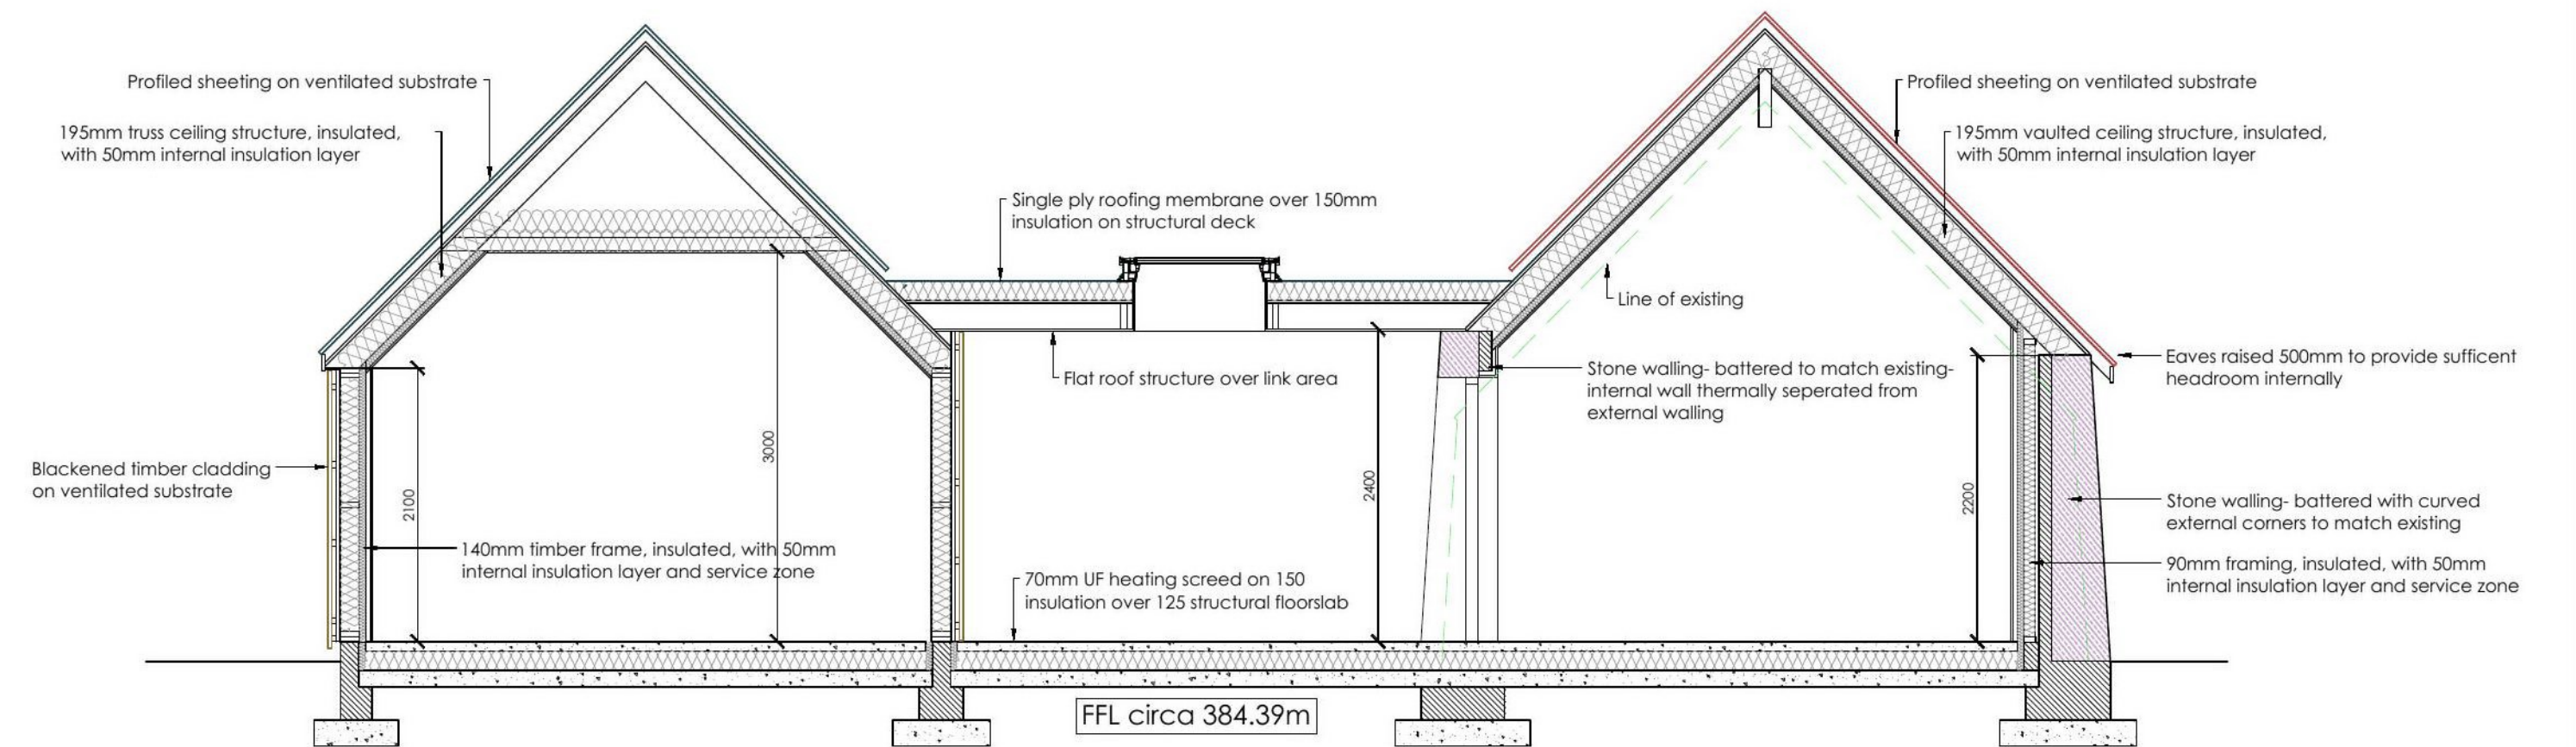 Profiled sheeting on ventilated substrate
195mm truss ceiling structure, insulated,
with 50mm internal insulation layer
Single ply roofing membrane over 150mm
insulation on structural deck
Profiled sheeting on ventilated substrate
195mm vaulted ceiling structure, insulated,
with 50mm internal insulation layer
Line of existing
Flat roof structure over link area
Stone walling- battered to match existing-
internal wall thermally seperated from
external walling
Eaves raised 500mm to provide sufficent
headroom internally
Blackened timber cladding
on ventilated substrate
2100
3000
2400
2200
140mm timber frame, insulated, with 50mm
internal insulation layer and service zone
70mm UF heating screed on 150
insulation over 125 structural floorslab
Stone walling- battered with curved
external corners to match existing
90mm framing, insulated, with 50mm
internal insulation layer and service zone
FFL circa 384.39m